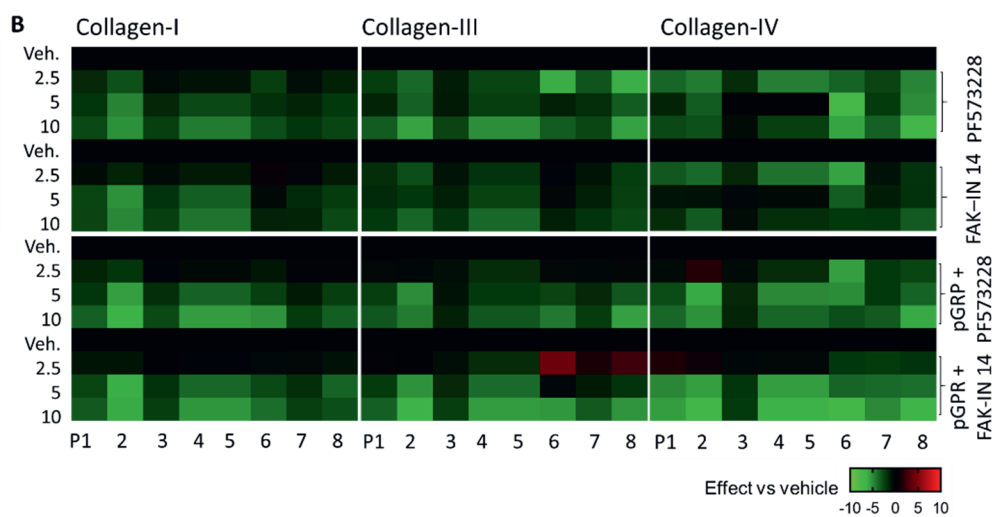 B
Collagen-I Collagen-III Collagen-IV
Veh.
2.5
5
10
PF573228
Veh.
2.5
5
10
FAK–IN 14
Veh.
2.5
5
10
pGRP +
PF573228
Veh.
2.5
5
10
pGPR +
FAK-IN 14
P1 2 3 4 5 6 7 8 P1 2 3 4 5 6 7 8 P1 2 3 4 5 6 7 8
Effect vs vehicle
-10 -5 0 5 10